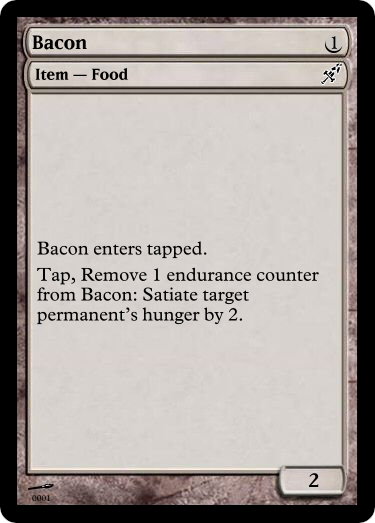 Bacon 1
Item — Food
Bacon enters tapped.
Tap, Remove 1 endurance counter
from Bacon: Satiate target
permanent's hunger by 2.
2
0001